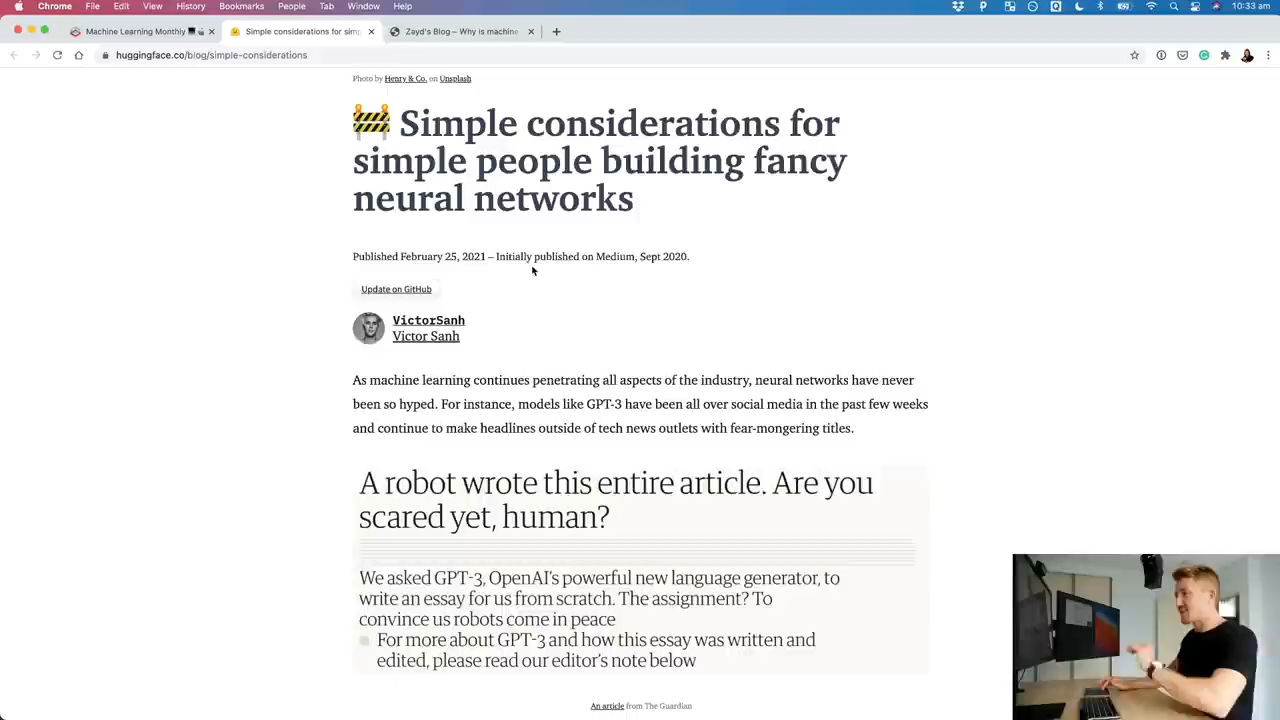 Chrome File Edit View History Bookmarks People Tab Window Help 10:33 am
Machine Learning Monthly Simple considerations for sim Zayd's Blog – Why is machine
huggingface.co/blog/simple-considerations
Photo by Henry & Co. on Unsplash
🚧 Simple considerations for
simple people building fancy
neural networks
Published February 25, 2021 – Initially published on Medium, Sept 2020.
Update on GitHub
VictorSanh
Victor Sanh
As machine learning continues penetrating all aspects of the industry, neural networks have never
been so hyped. For instance, models like GPT-3 have been all over social media in the past few weeks
and continue to make headlines outside of tech news outlets with fear-mongering titles.
A robot wrote this entire article. Are you
scared yet, human?
We asked GPT-3, OpenAI's powerful new language generator, to
write an essay for us from scratch. The assignment? To
convince us robots come in peace
For more about GPT-3 and how this essay was written and
edited, please read our editor's note below
An article from The Guardian